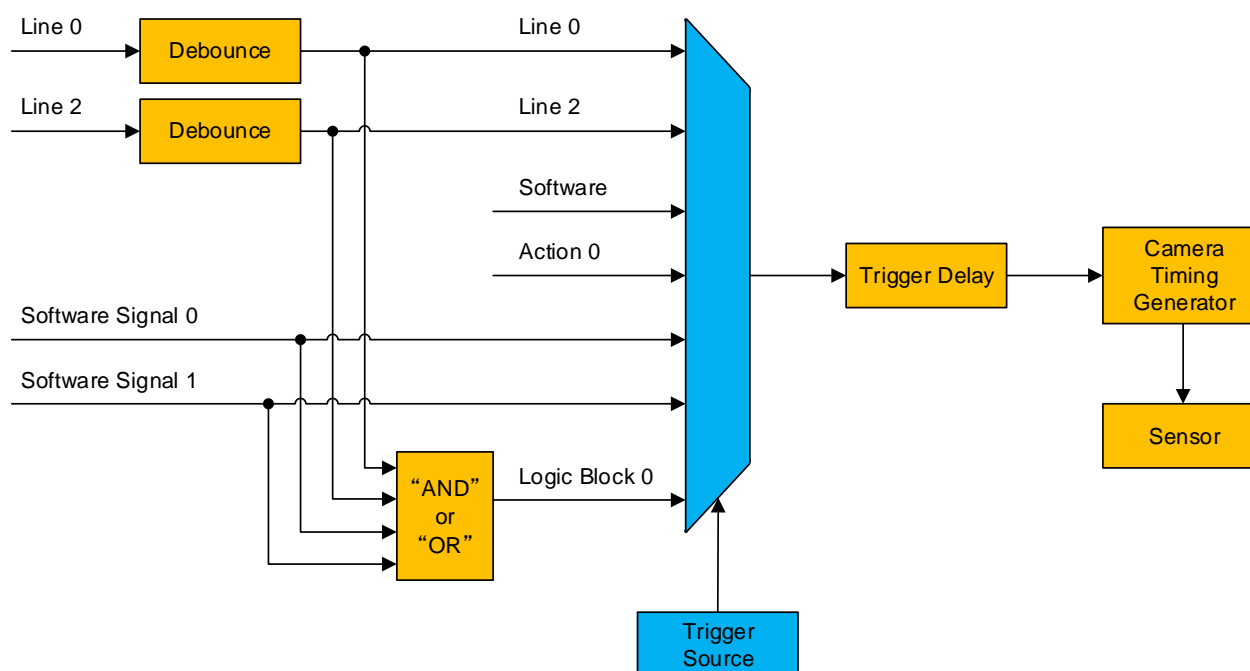 Line 0
Debounce
Line 0
Line 2
Debounce
Line 2
Software
Action 0
Trigger Delay
Camera
Timing
Generator
Software Signal 0
Software Signal 1
Sensor
“AND”
or
“OR”
Logic Block 0
Trigger
Source